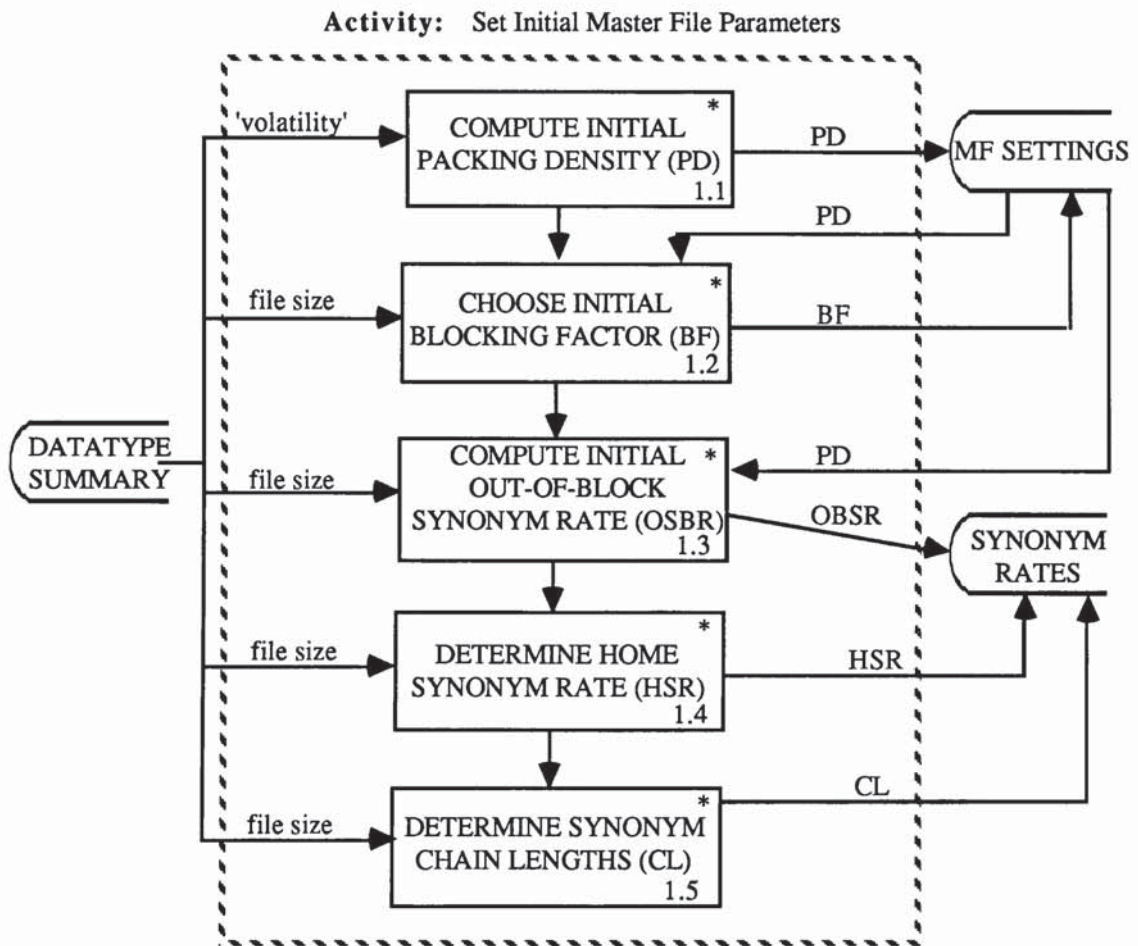 Activity: Set Initial Master File Parameters
'volatility'
*
COMPUTE INITIAL
PACKING DENSITY (PD)
1.1
PD
MF SETTINGS
PD
file size
*
CHOOSE INITIAL
BLOCKING FACTOR (BF)
1.2
BF
DATATYPE
SUMMARY
file size
*
COMPUTE INITIAL
OUT-OF-BLOCK
SYNONYM RATE (OSBR)
1.3
PD
OBSR
SYNONYM
RATES
file size
*
DETERMINE HOME
SYNONYM RATE (HSR)
1.4
HSR
file size
*
DETERMINE SYNONYM
CHAIN LENGTHS (CL)
1.5
CL